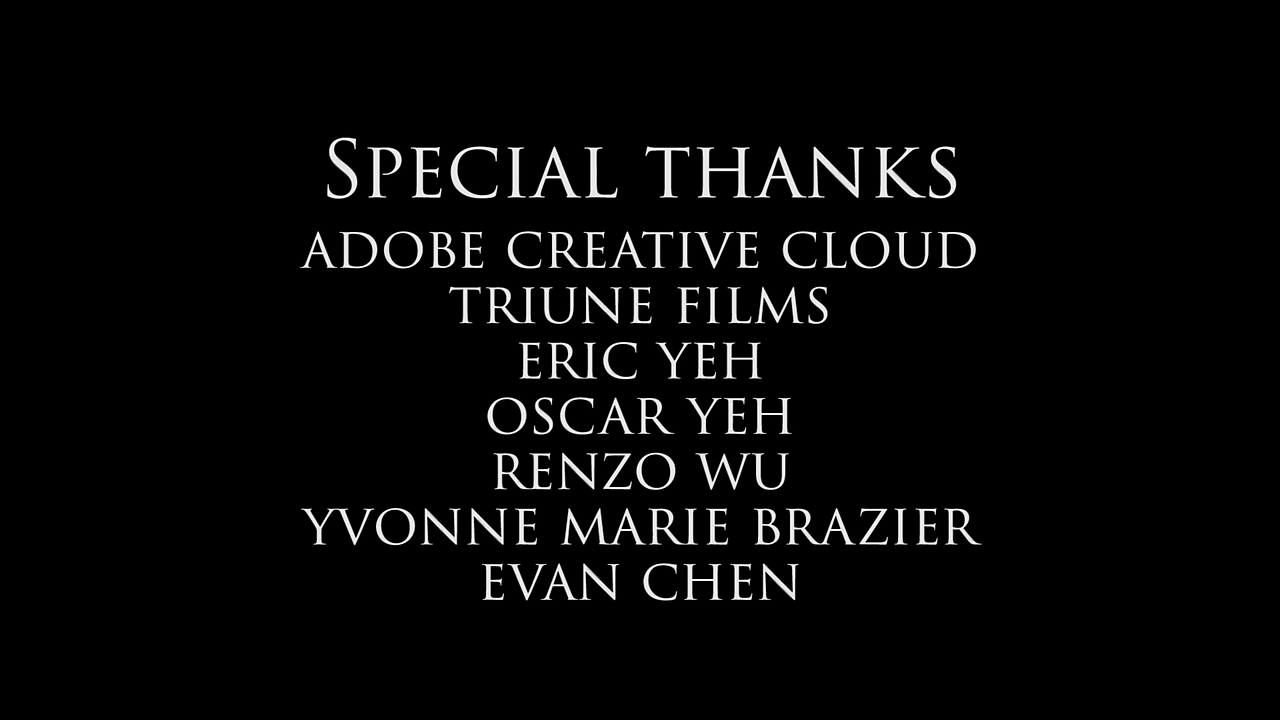 Special thanks
Adobe Creative Cloud
Triune Films
Eric Yeh
Oscar Yeh
Renzo Wu
Yvonne Marie Brazier
Evan Chen